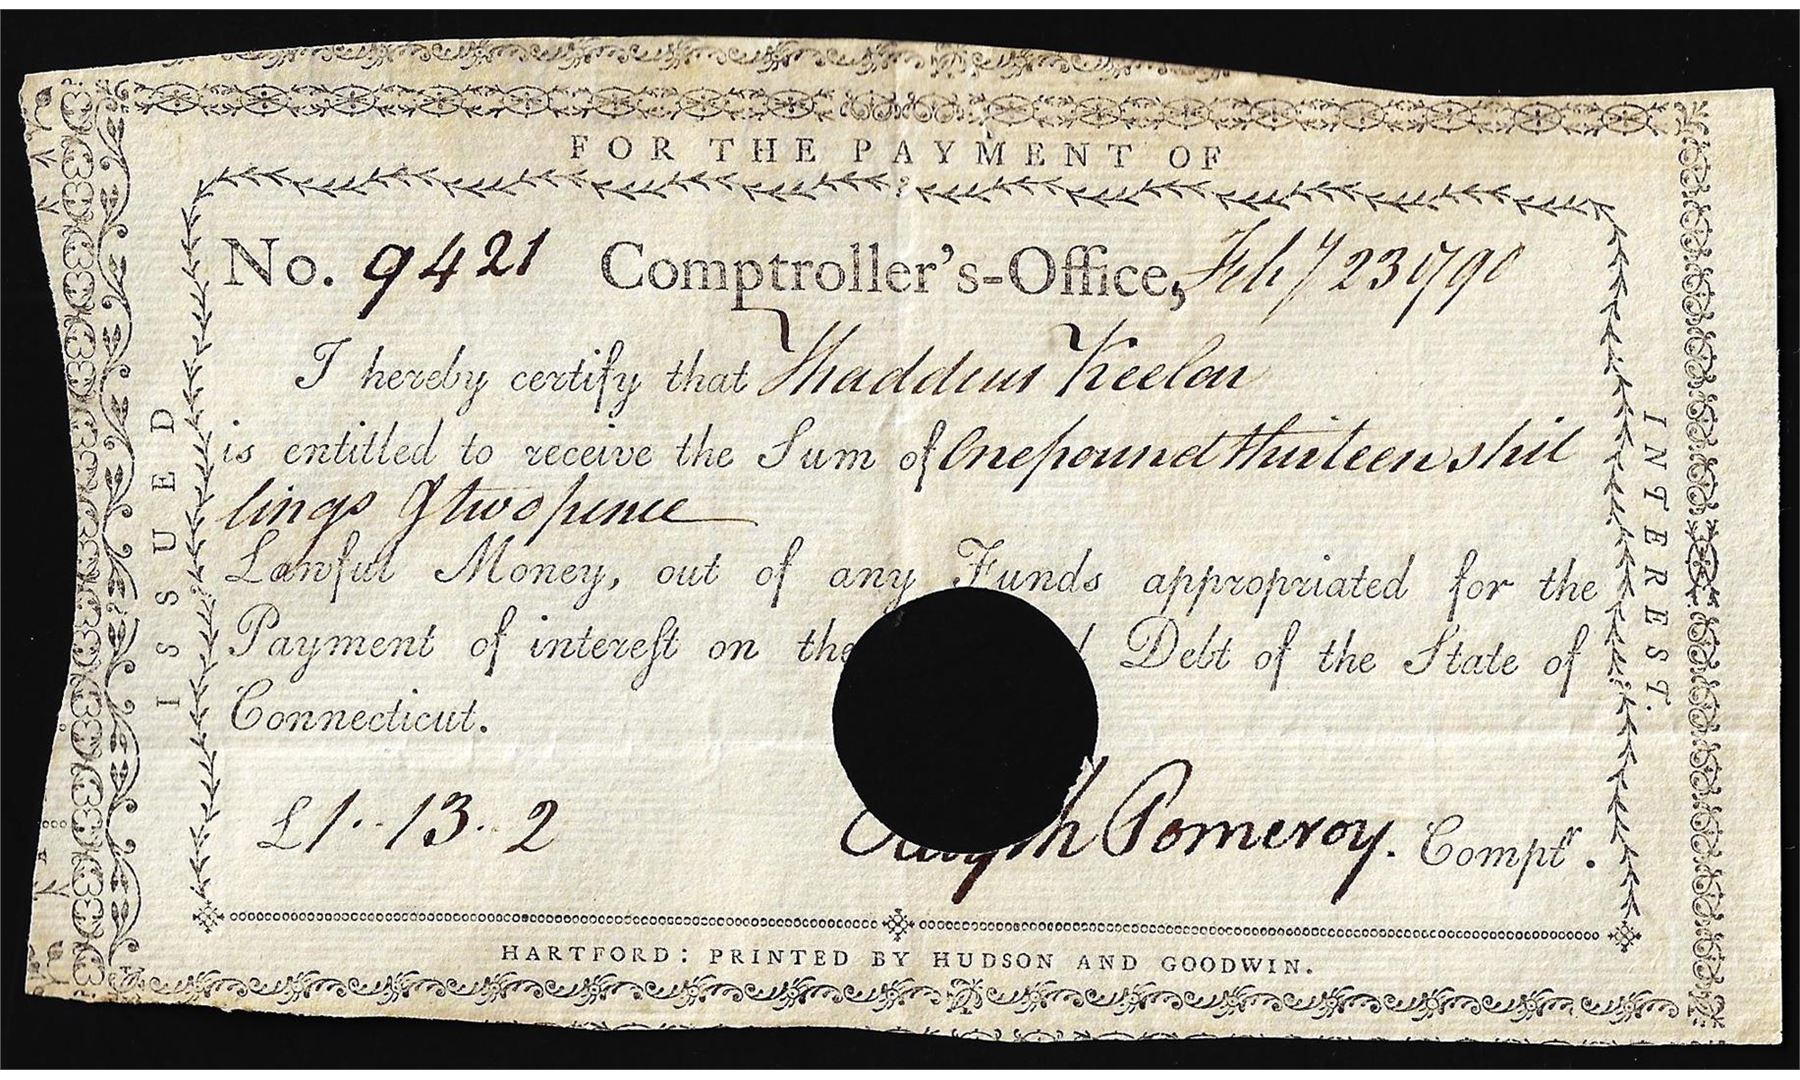 FOR THE PAYMENT OF
No. 9421 Comptroller's-Office, Feby 23 1790
I hereby certify that Thaddeus Keelor
is entitled to receive the Sum of One pound thirteen shil
lings & two pence
Lawful Money, out of any Funds appropriated for the
Payment of interest on the Debt of the State of
Connecticut.
£1..13..2
Pomeroy. Compt.r
ISSUED
INTEREST.
HARTFORD: PRINTED BY HUDSON AND GOODWIN.